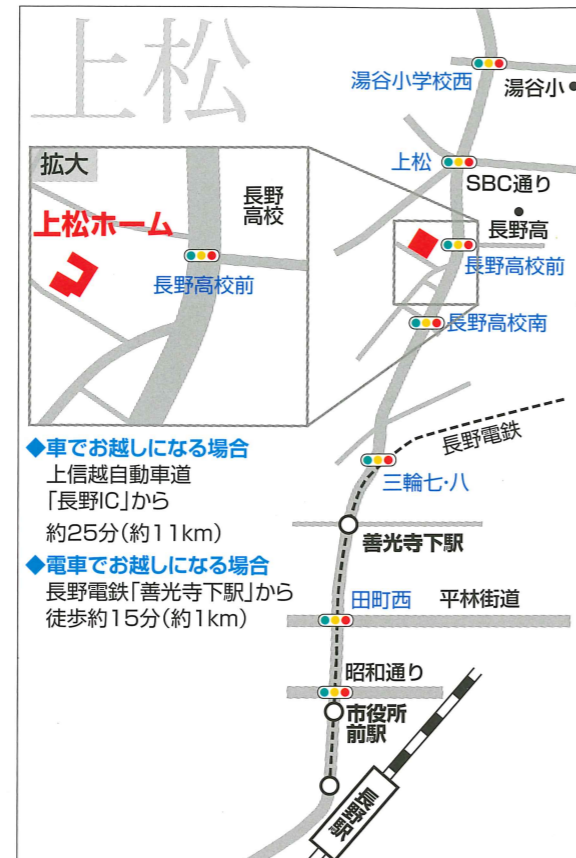 上松
湯谷小学校西
湯谷小
上松
SBC通り
長野高
長野高校前
長野高校南
拡大
長野
高校
上松ホーム
長野高校前
長野電鉄
◆車でお越しになる場合
上信越自動車道
「長野IC」から
約25分(約11km)
三輪七・八
善光寺下駅
◆電車でお越しになる場合
長野電鉄「善光寺下駅」から
徒歩約15分(約1km)
田町西
平林街道
昭和通り
市役所
前駅
長野駅